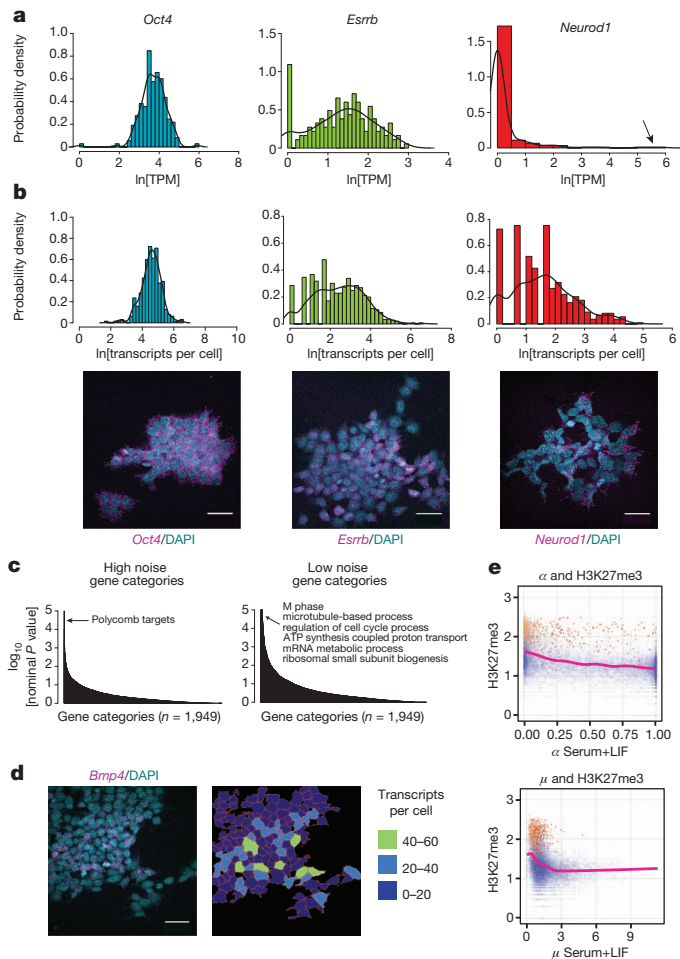 a
Oct4
Esrrb
Neurod1
Probability density
1.0
0.8
0.6
0.4
0.2
0
0 2 4 6
ln[TPM]
1.5
1.0
0.5
0
0 1 2 3 4
ln[TPM]
1.5
1.0
0.5
0
0 1 2 3 4 5 6
ln[TPM]
b
Probability density
1.0
0.8
0.6
0.4
0.2
0
0 2 4 6 8 10
ln[transcripts per cell]
0.8
0.6
0.4
0.2
0
0 2 4 6 8
ln[transcripts per cell]
0.8
0.6
0.4
0.2
0
0 1 2 3 4 5 6
ln[transcripts per cell]
Oct4/DAPI
Esrrb/DAPI
Neurod1/DAPI
c
High noise
gene categories
log10
[nominal P value]
5
4
3
2
1
0
Polycomb targets
Gene categories (n = 1,949)
Low noise
gene categories
5
4
3
2
1
0
M phase
microtubule-based process
regulation of cell cycle process
ATP synthesis coupled proton transport
mRNA metabolic process
ribosomal small subunit biogenesis
Gene categories (n = 1,949)
d
Bmp4/DAPI
Transcripts
per cell
40–60
20–40
0–20
e
α and H3K27me3
H3K27me3
3
2
1
0
0.00 0.25 0.50 0.75 1.00
α Serum+LIF
μ and H3K27me3
H3K27me3
3
2
1
0
0 3 6 9
μ Serum+LIF